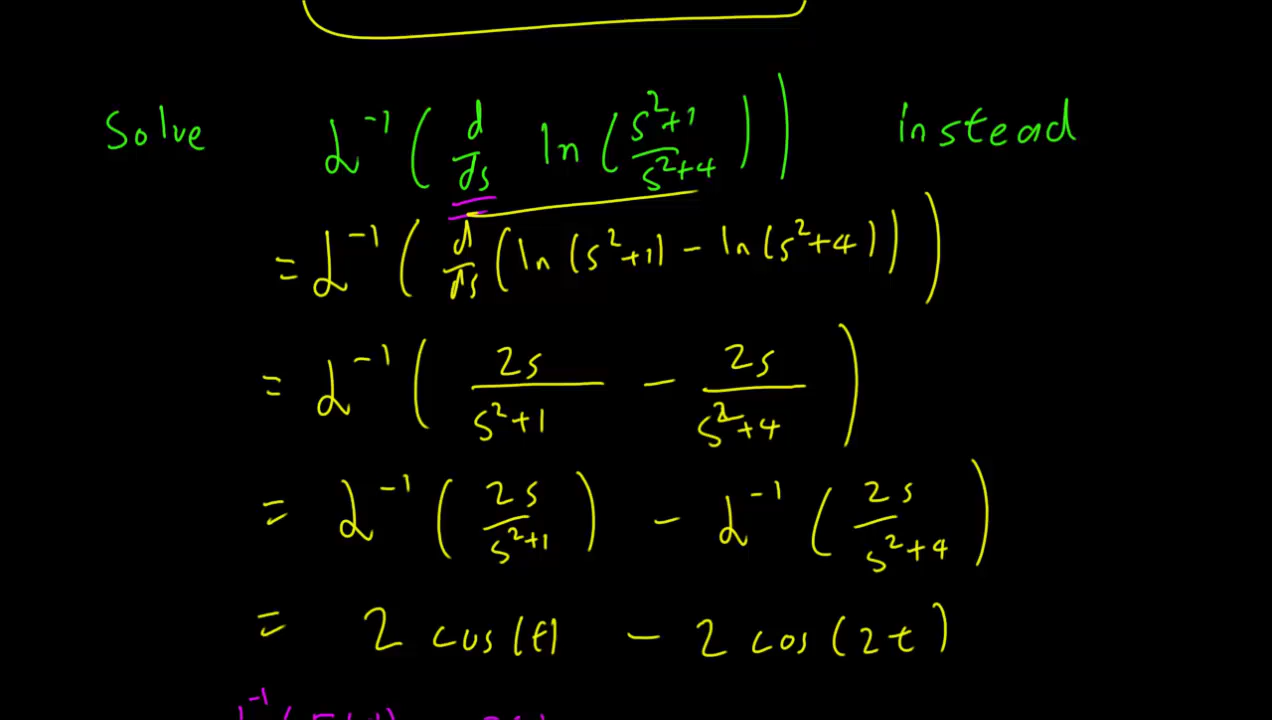 Solve ℒ⁻¹( d/ds ln( (s²+1)/(s²+4) ) ) instead
= ℒ⁻¹( d/ds ( ln(s²+1) − ln(s²+4) ) )
= ℒ⁻¹( 2s/(s²+1) − 2s/(s²+4) )
= ℒ⁻¹( 2s/(s²+1) ) − ℒ⁻¹( 2s/(s²+4) )
= 2 cos(t) − 2 cos(2t)